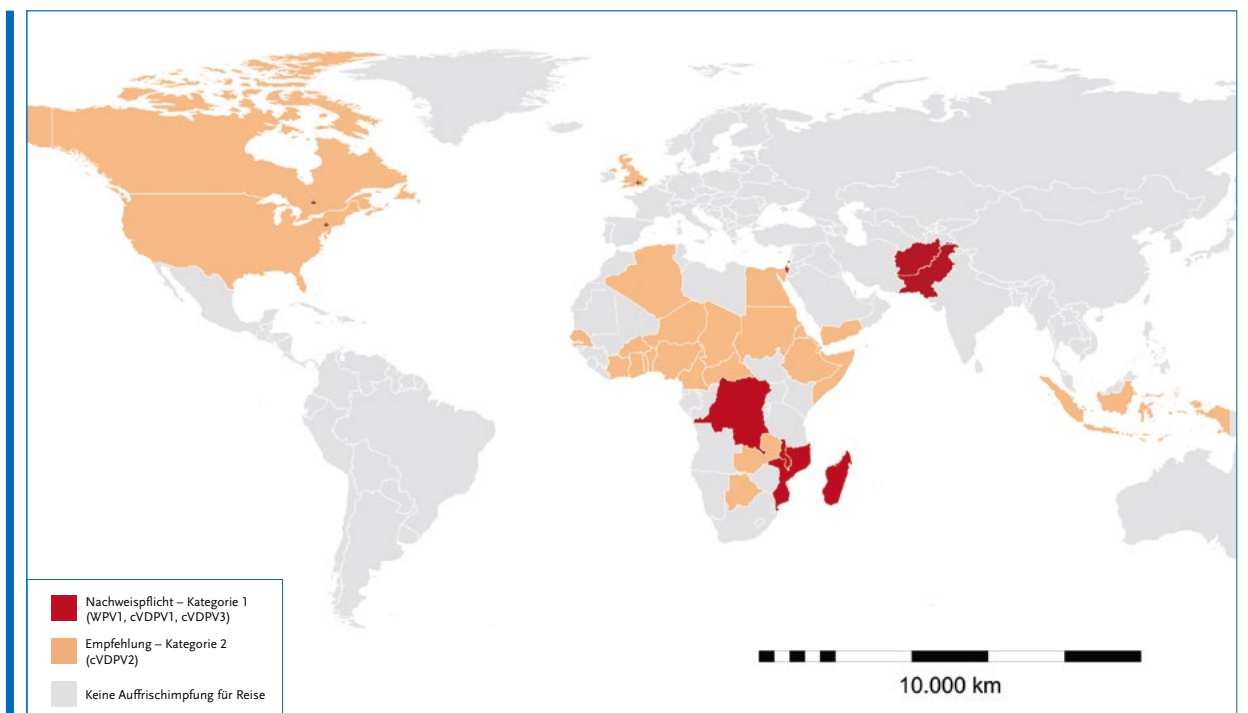 Nachweispflicht – Kategorie 1
(WPV1, cVDPV1, cVDPV3)
Empfehlung – Kategorie 2
(cVDPV2)
Keine Auffrischimpfung für Reise
10.000 km